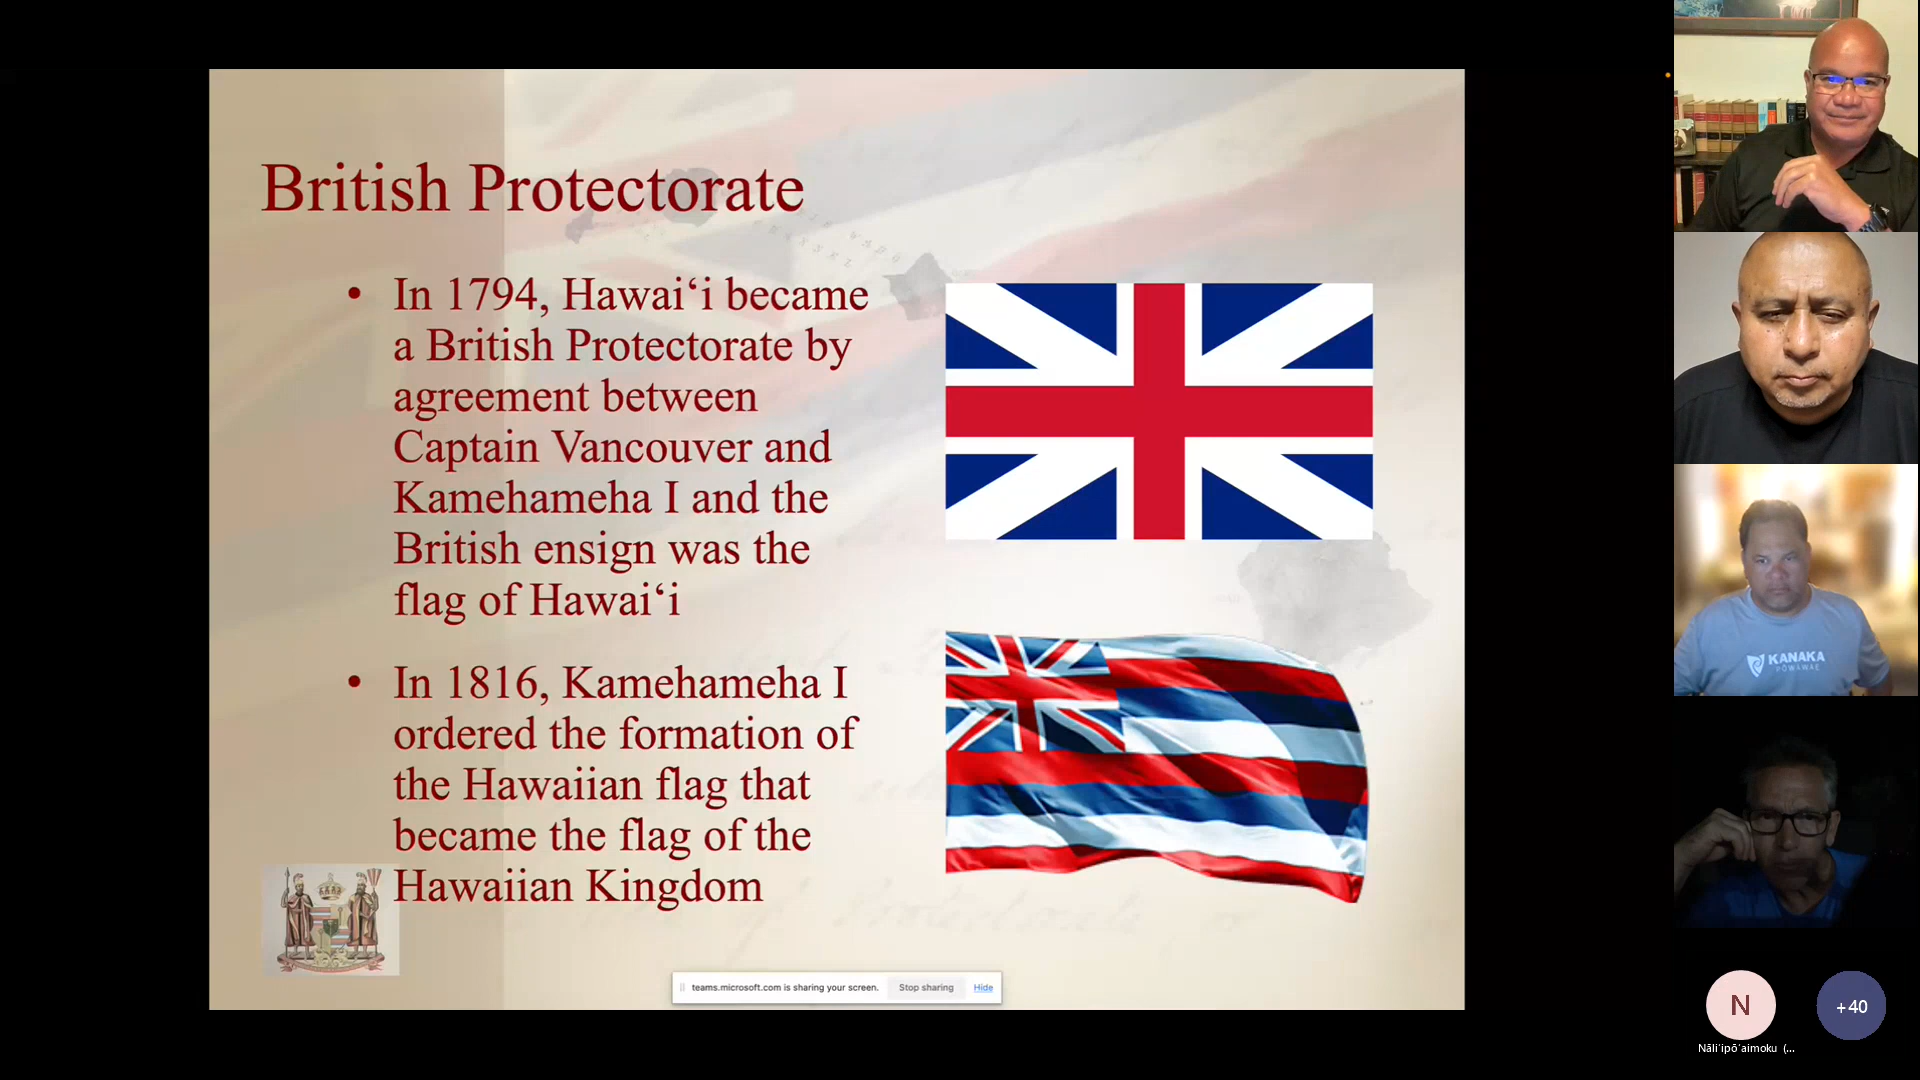 British Protectorate
• In 1794, Hawaiʻi became
a British Protectorate by
agreement between
Captain Vancouver and
Kamehameha I and the
British ensign was the
flag of Hawaiʻi
• In 1816, Kamehameha I
ordered the formation of
the Hawaiian flag that
became the flag of the
Hawaiian Kingdom
teams.microsoft.com is sharing your screen. Stop sharing Hide
KANAKA
PŌWAWAE
N
+40
Nāliʻipōʻaimoku (...